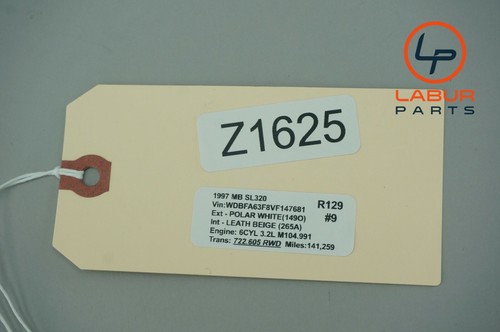 LP
LABUR
PARTS
Z1625
1997 MB SL320
Vin:WDBFA63F8VF147681
Ext - POLAR WHITE(149O)
Int - LEATH BEIGE (265A)
Engine: 6CYL 3.2L M104.991
Trans: 722.605 RWD Miles:141,259
R129
#9